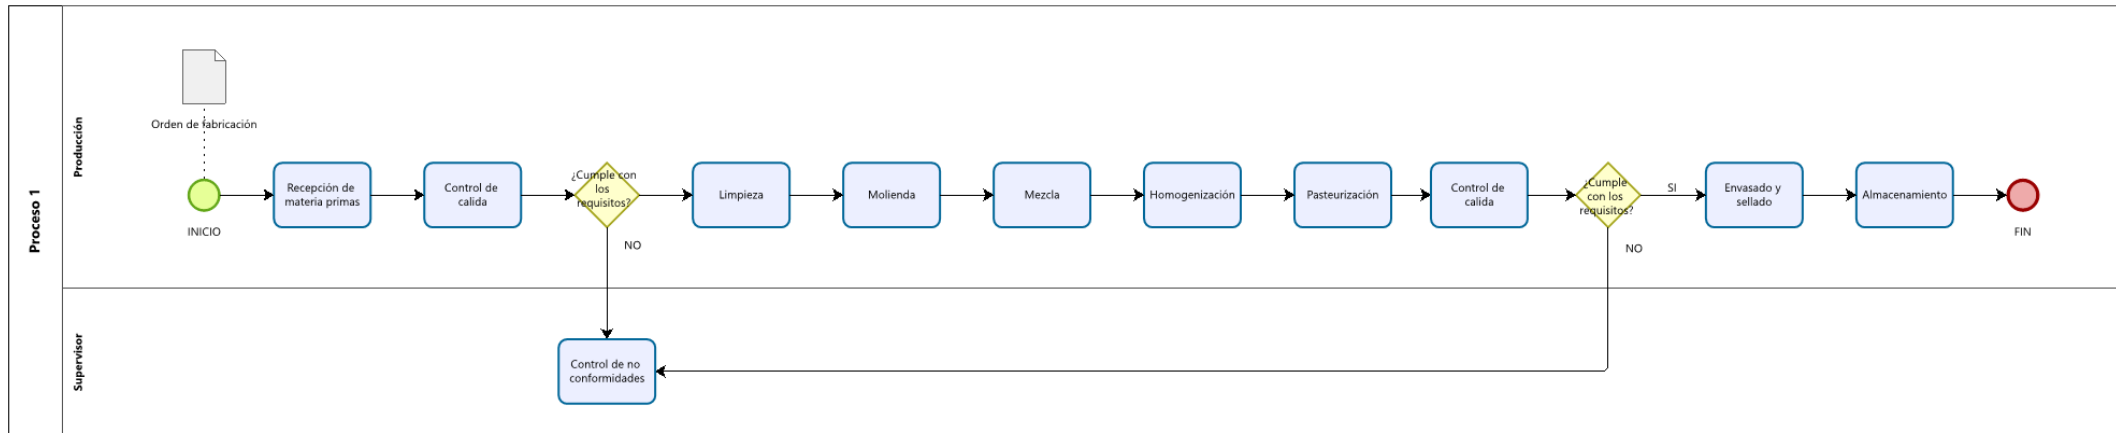 Proceso 1
Producción
Orden de fabricación
INICIO
Recepción de
materia primas
Control de
calida
¿Cumple con
los
requisitos?
NO
Limpieza
Molienda
Mezcla
Homogenización
Pasteurización
Control de
calida
¿Cumple
con los
requisitos?
SI
NO
Envasado y
sellado
Almacenamiento
FIN
Supervisor
Control de no
conformidades